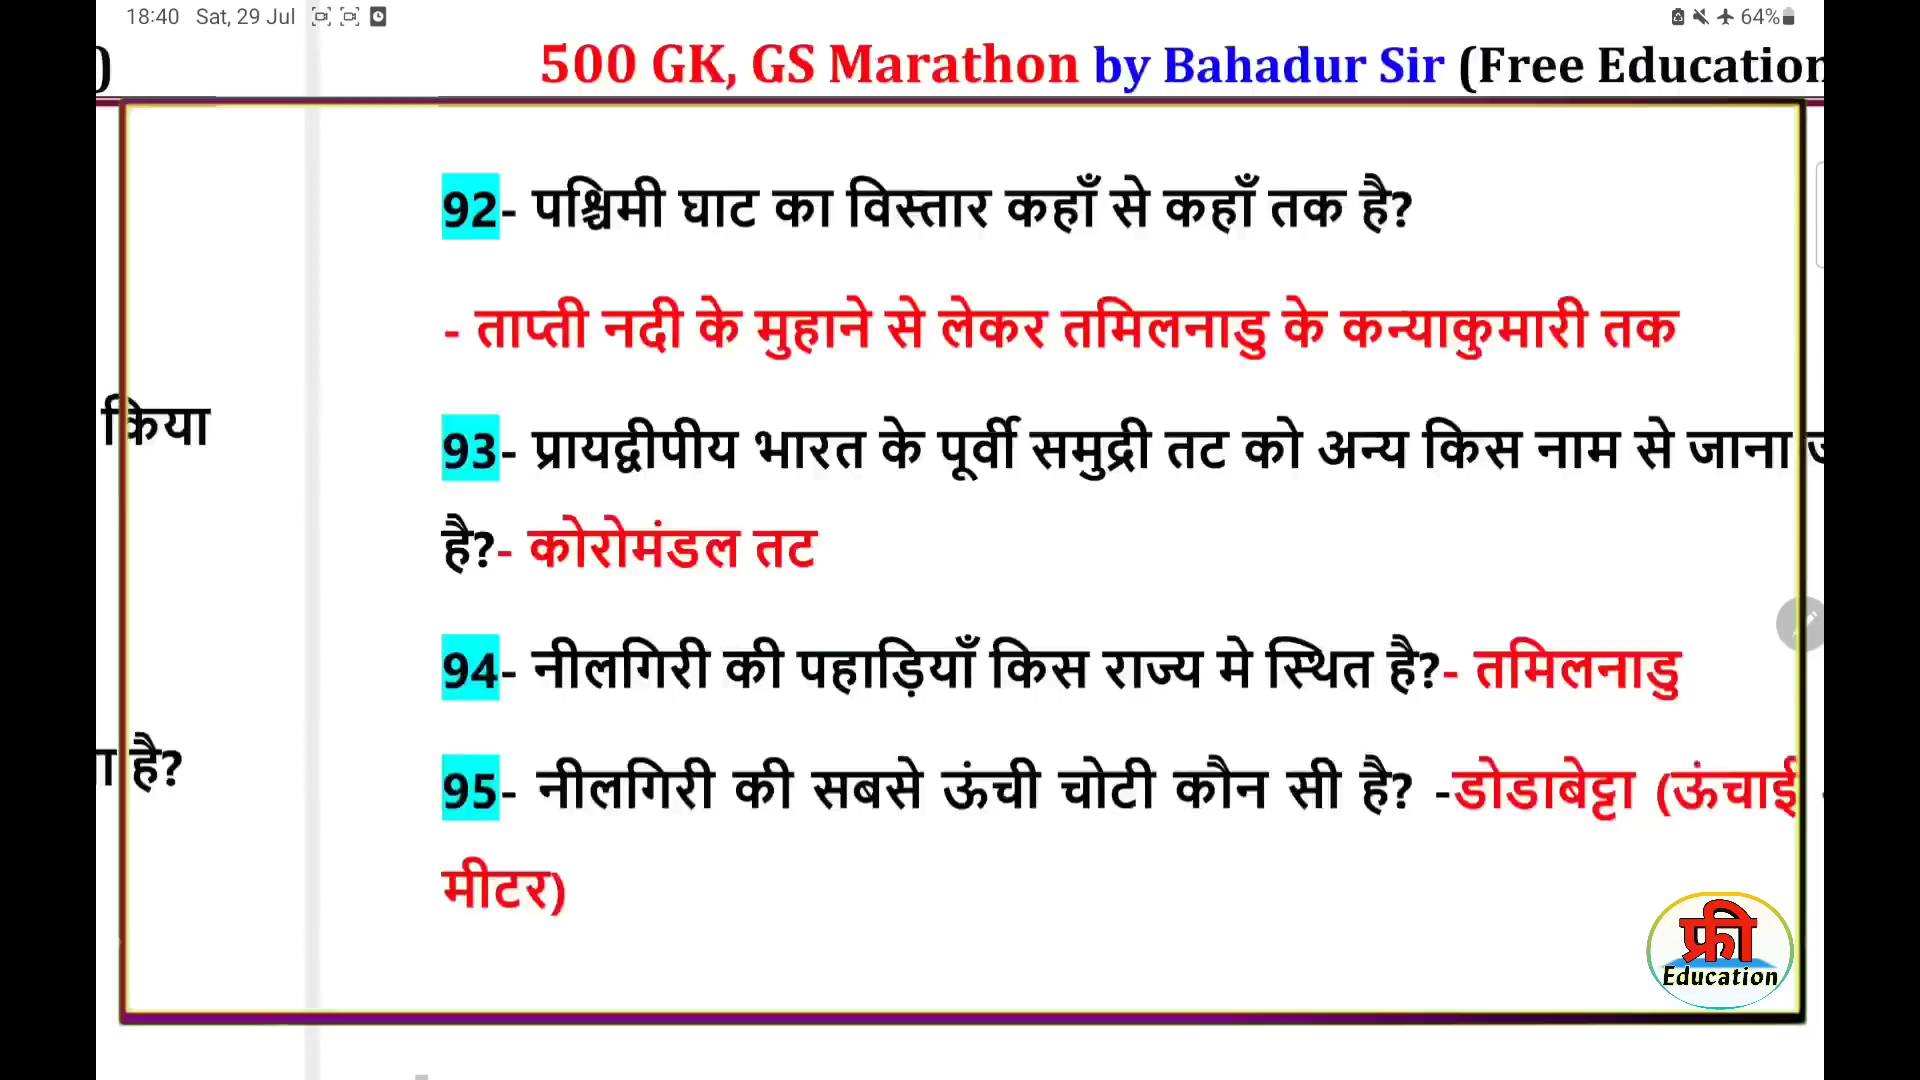 18:40 Sat, 29 Jul
64%
)
500 GK, GS Marathon by Bahadur Sir (Free Education
92- पश्चिमी घाट का विस्तार कहाँ से कहाँ तक है?
- ताप्ती नदी के मुहाने से लेकर तमिलनाडु के कन्याकुमारी तक
किया
93- प्रायद्वीपीय भारत के पूर्वी समुद्री तट को अन्य किस नाम से जाना
है?- कोरोमंडल तट
94- नीलगिरी की पहाड़ियाँ किस राज्य मे स्थित है?- तमिलनाडु
है?
95- नीलगिरी की सबसे ऊंची चोटी कौन सी है? -डोडाबेट्टा (ऊंचाई
मीटर)
फ्री
Education